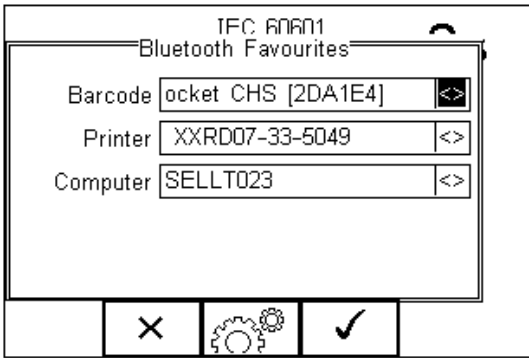 IEC 60601
Bluetooth Favourites
Barcode ocket CHS [2DA1E4] <>
Printer XXRD07-33-5049 <>
Computer SELLT023 <>